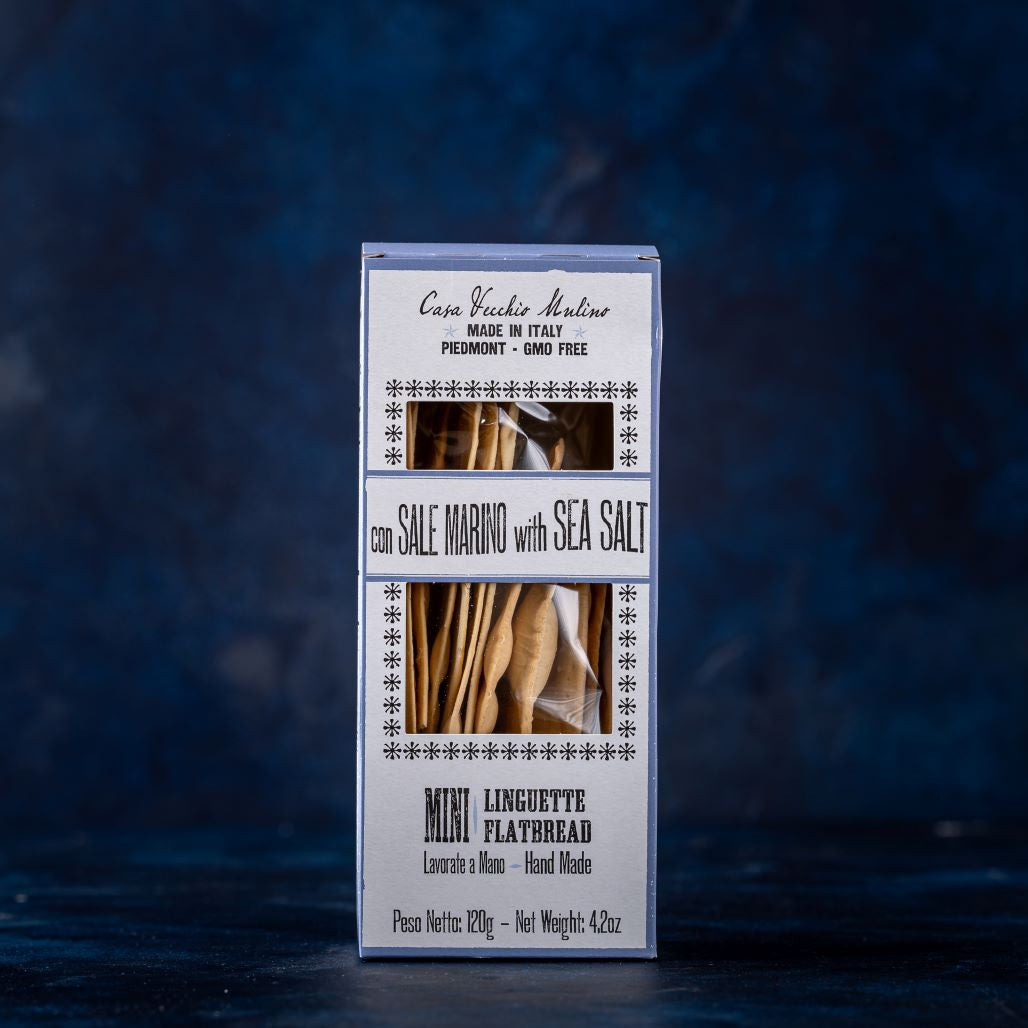 Casa Vecchio Mulino
MADE IN ITALY
PIEDMONT - GMO FREE
con SALE MARINO with SEA SALT
MINI LINGUETTE
FLATBREAD
Lavorate a Mano - Hand Made
Peso Netto: 120g – Net Weight: 4.2oz